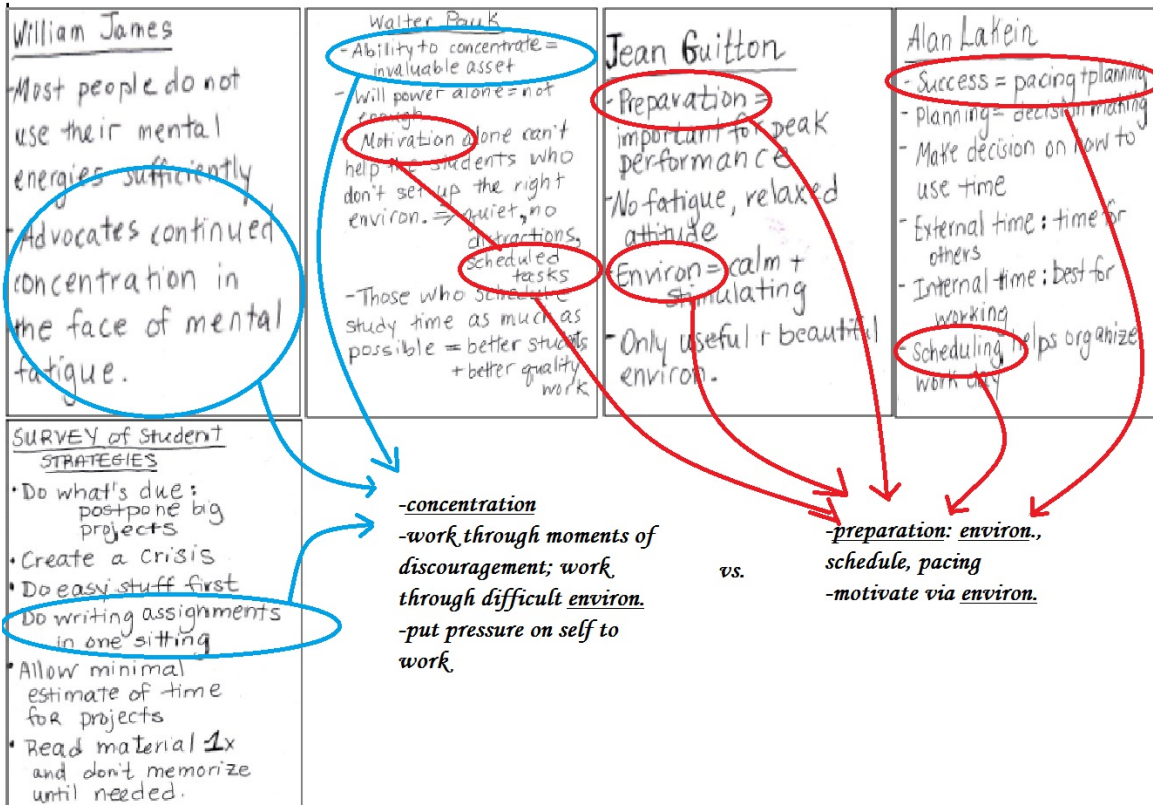 William James
-Most people do not
use their mental
energies sufficiently
-Advocates continued
concentration in
the face of mental
fatigue.
Walter Pauk
-Ability to concentrate =
invaluable asset
-Will power alone = not
enough
-Motivation alone can't
help the students who
don't set up the right
environ. ⇒ quiet, no
distractions,
scheduled
tasks
-Those who schedule
study time as much as
possible = better students
+ better quality
work
Jean Guitton
-Preparation =
important for peak
performance
-No fatigue, relaxed
attitude
-Environ = calm +
stimulating
-Only useful + beautiful
environ.
Alan Lakein
-Success = pacing + planning
-Planning = decision making
-Make decision on how to
use time
-External time: time for
others
-Internal time: best for
working
-Scheduling helps organize
work day
SURVEY of Student
STRATEGIES
• Do what's due:
postpone big
projects
• Create a crisis
• Do easy stuff first
Do writing assignments
in one sitting
• Allow minimal
estimate of time
for projects
• Read material 1x
and don't memorize
until needed.
-concentration
-work through moments of
discouragement; work
through difficult environ.
-put pressure on self to
work
vs.
-preparation: environ.,
schedule, pacing
-motivate via environ.